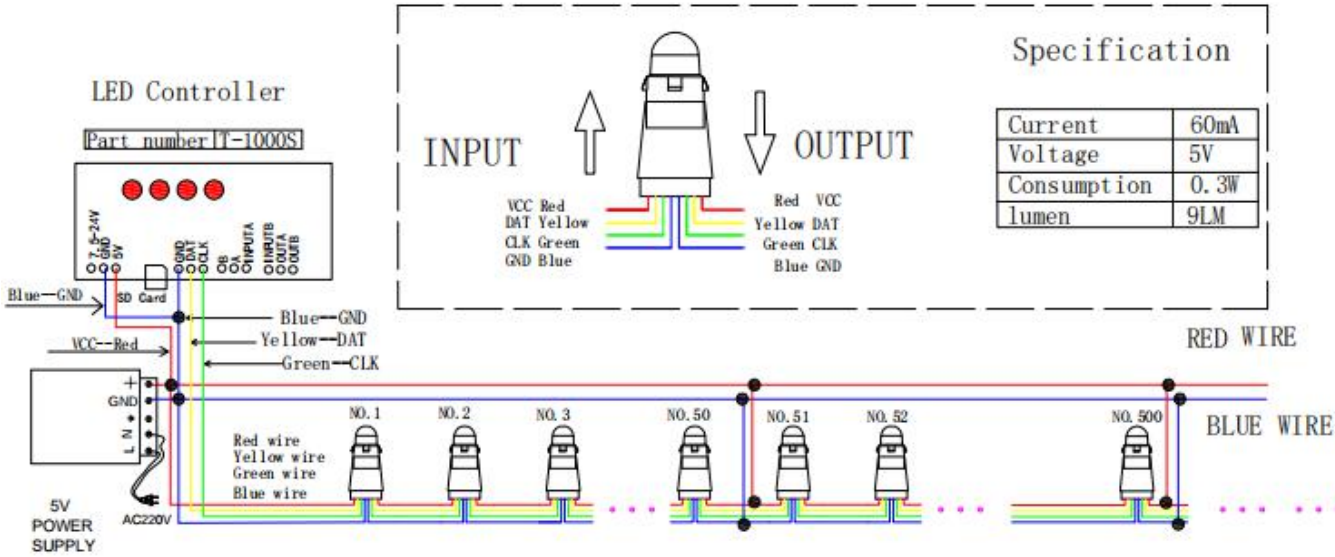 Specification
Current 60mA
Voltage 5V
Consumption 0.3W
lumen 9LM
INPUT
OUTPUT
VCC Red
DAT Yellow
CLK Green
GND Blue
Red VCC
Yellow DAT
Green CLK
Blue GND
LED Controller
Part number T-1000S
7.5-24V
GND
5V
GND
DAT
CLK
B
A
INPUTA
INPUTB
OUTA
OUTB
SD Card
Blue--GND
Blue--GND
Yellow--DAT
VCC--Red
Green--CLK
RED WIRE
BLUE WIRE
+
GND
N
L
AC220V
5V
POWER
SUPPLY
Red wire
Yellow wire
Green wire
Blue wire
NO.1
NO.2
NO.3
NO.50
NO.51
NO.52
NO.500